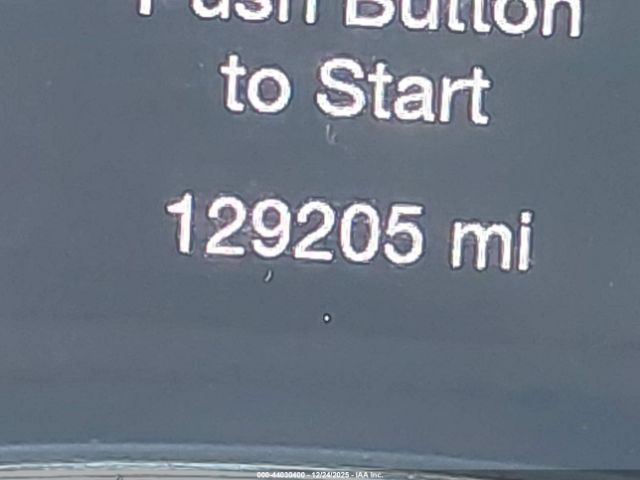 Push Button
to Start
129205 mi
000-44030400 - 12/24/2025 - IAA Inc.